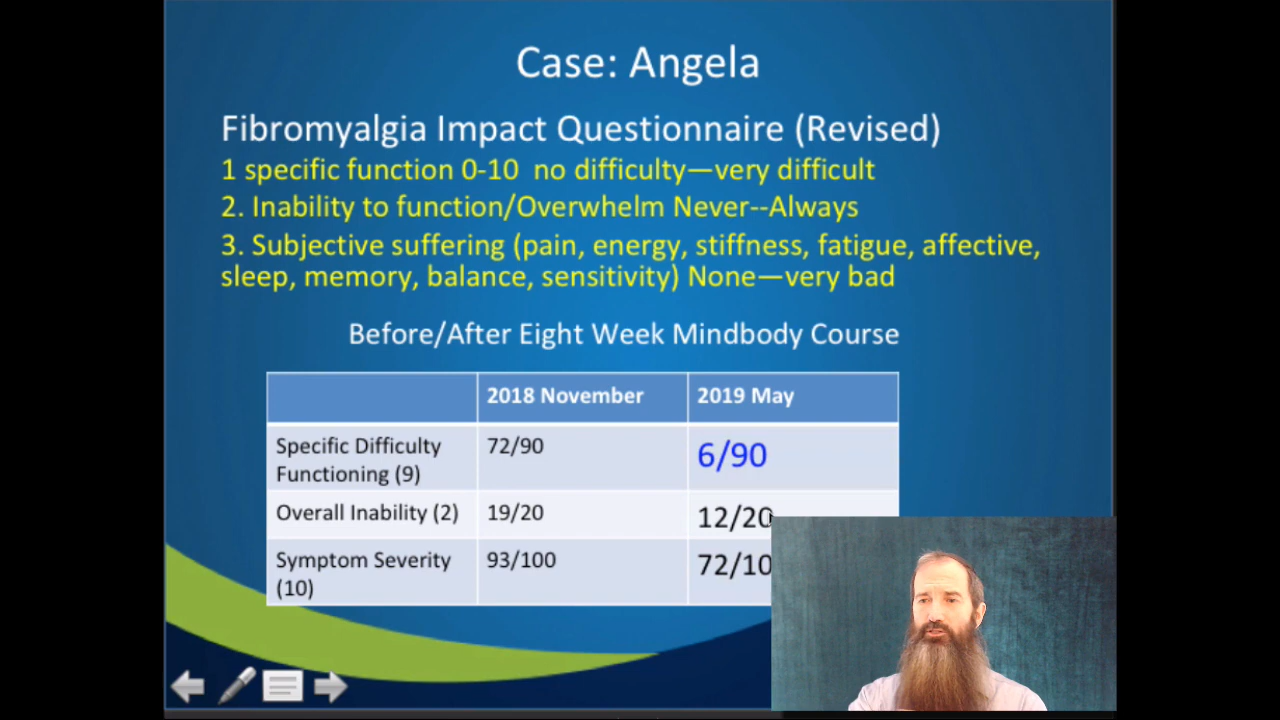 Case: Angela
Fibromyalgia Impact Questionnaire (Revised)
1 specific function 0-10  no difficulty—very difficult
2. Inability to function/Overwhelm Never--Always
3. Subjective suffering (pain, energy, stiffness, fatigue, affective,
sleep, memory, balance, sensitivity) None—very bad
Before/After Eight Week Mindbody Course
2018 November 2019 May
Specific Difficulty
Functioning (9) 72/90 6/90
Overall Inability (2) 19/20 12/20
Symptom Severity
(10) 93/100 72/10